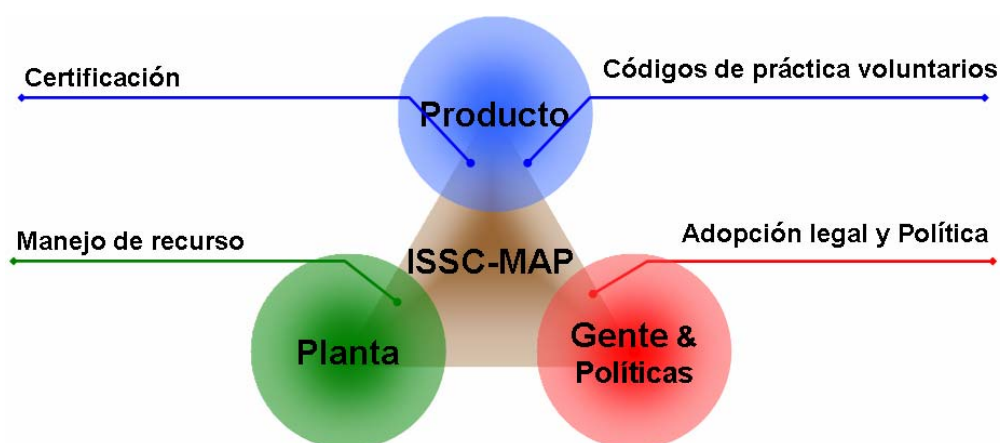 Certificación
Códigos de práctica voluntarios
Producto
Manejo de recurso
Adopción legal y Política
ISSC-MAP
Planta
Gente &
Políticas